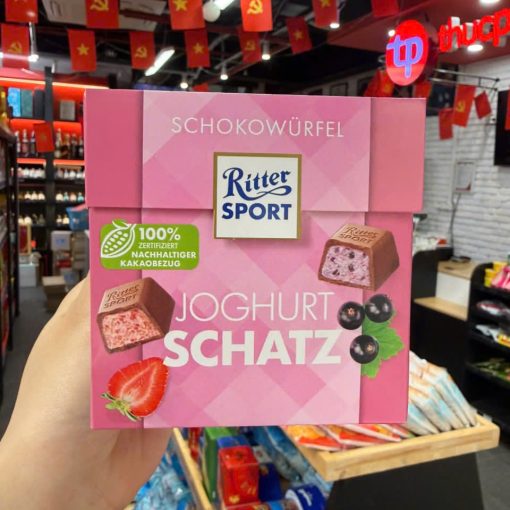 tp thucp
SCHOKOWÜRFEL
Ritter
SPORT
100%
ZERTIFIZIERT
NACHHALTIGER
KAKAOBEZUG
Ritter
SPORT
Ritter
SPORT
JOGHURT
SCHATZ